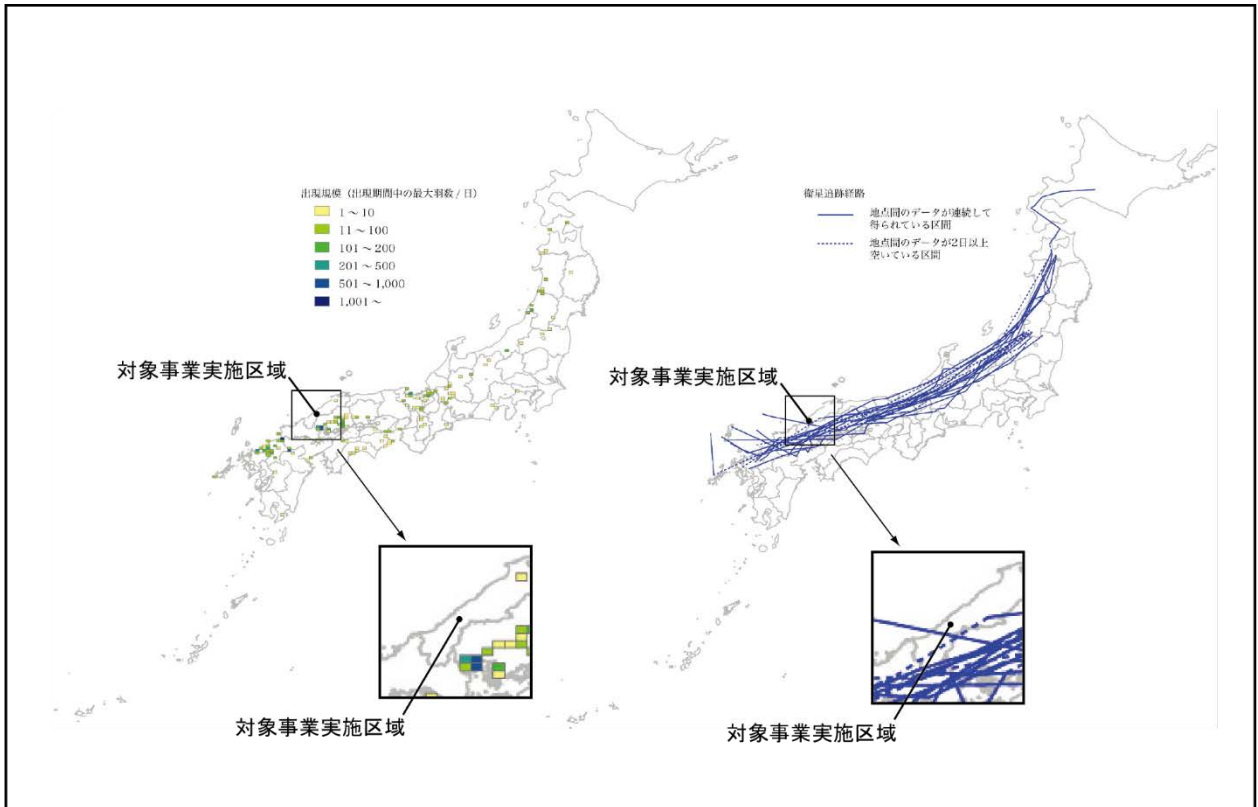 出現規模（出現期間中の最大羽数 / 日）
1～10
11～100
101～200
201～500
501～1,000
1,001～
対象事業実施区域
対象事業実施区域
衛星追跡経路
地点間のデータが連続して
得られている区間
地点間のデータが2日以上
空いている区間
対象事業実施区域
対象事業実施区域